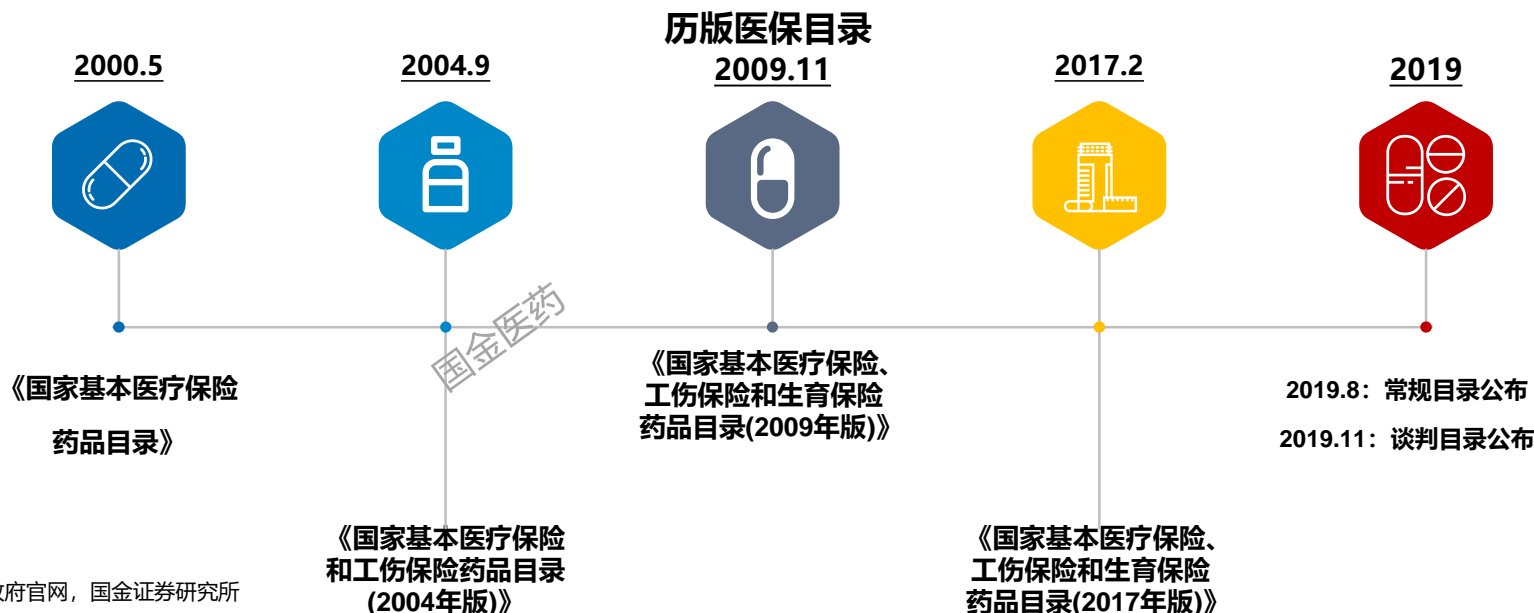 历版医保目录
2000.5
2004.9
2009.11
2017.2
2019
国金医药
《国家基本医疗保险
药品目录》
《国家基本医疗保险
和工伤保险药品目录
(2004年版)》
《国家基本医疗保险、
工伤保险和生育保险
药品目录(2009年版)》
《国家基本医疗保险、
工伤保险和生育保险
药品目录(2017年版)》
2019.8：常规目录公布
2019.11：谈判目录公布
府官网，国金证券研究所